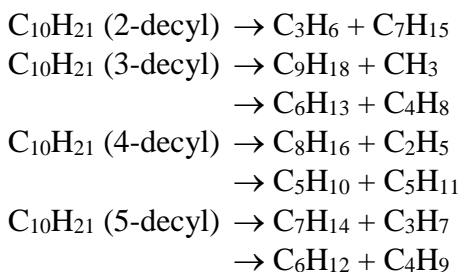 C₁₀H₂₁ (2-decyl) → C₃H₆ + C₇H₁₅
C₁₀H₂₁ (3-decyl) → C₉H₁₈ + CH₃
→ C₆H₁₃ + C₄H₈
C₁₀H₂₁ (4-decyl) → C₈H₁₆ + C₂H₅
→ C₅H₁₀ + C₅H₁₁
C₁₀H₂₁ (5-decyl) → C₇H₁₄ + C₃H₇
→ C₆H₁₂ + C₄H₉